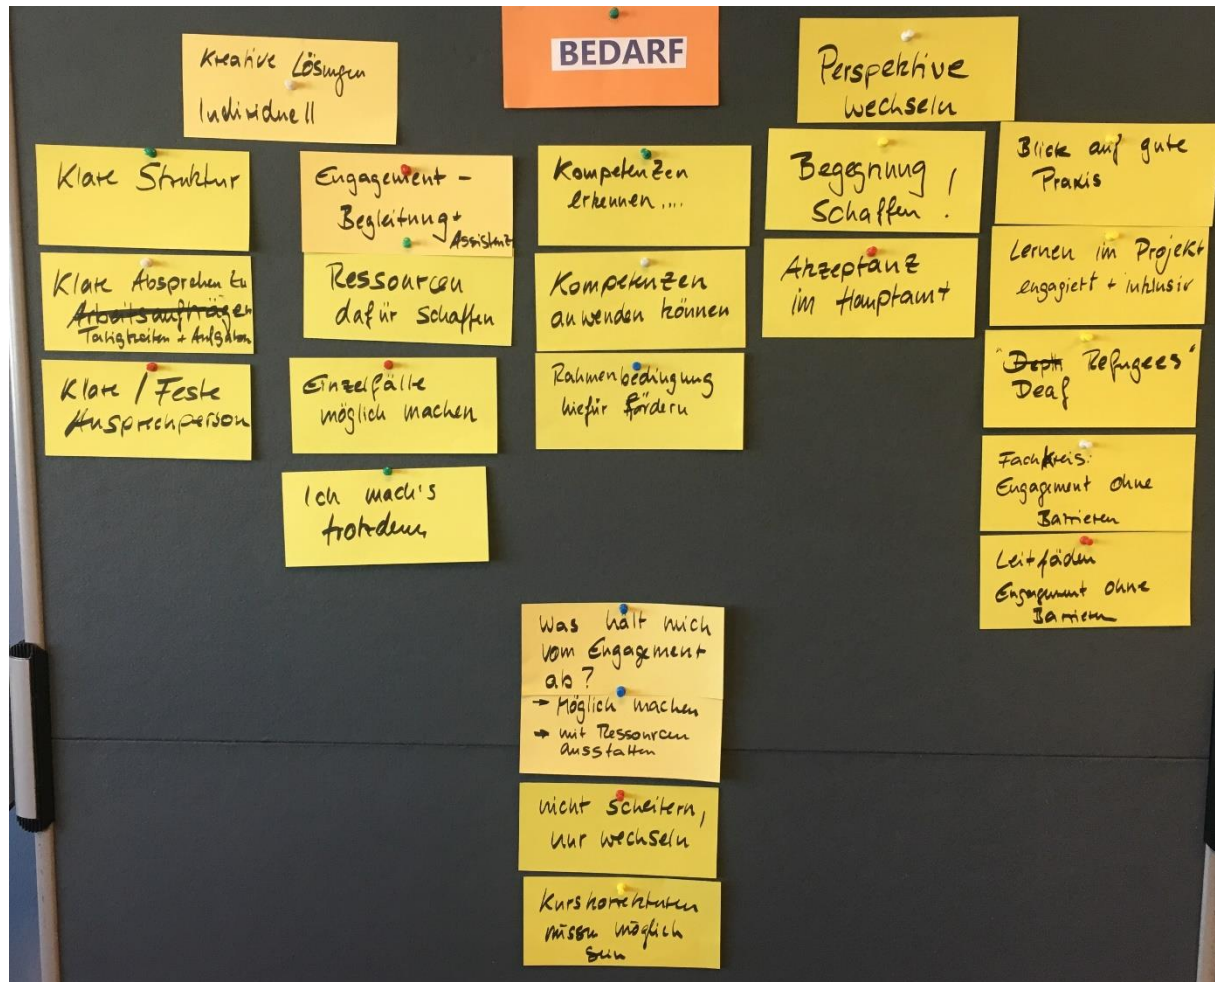 BEDARF
Kreative Lösungen
Individuell
Perspektive
wechseln
Klare Struktur
Klare Absprachen zu
Arbeitsaufträgen
Tätigkeiten + Aufgaben
Klare / Feste
Ansprechperson
Engagement -
Begleitung +
Assistenz
Ressourcen
dafür schaffen
Einzelfälle
möglich machen
Ich mach's
trotzdem
Kompetenzen
erkennen....
Kompetenzen
anwenden können
Rahmenbedingung
hiefür fördern
Begegnung
schaffen !
Akzeptanz
im Hauptamt
Blick auf gute
Praxis
Lernen im Projekt
engagiert + inklusiv
"Deph Refugees"
Deaf
Fachkreis:
Engagement ohne
Barrieren
Leitfäden
Engagement ohne
Barrieren
Was hält mich
vom Engagement
ab?
→ Möglich machen
→ mit Ressourcen
ausstatten
nicht scheitern,
nur wechseln
Kurskorrekturen
müssen möglich
sein